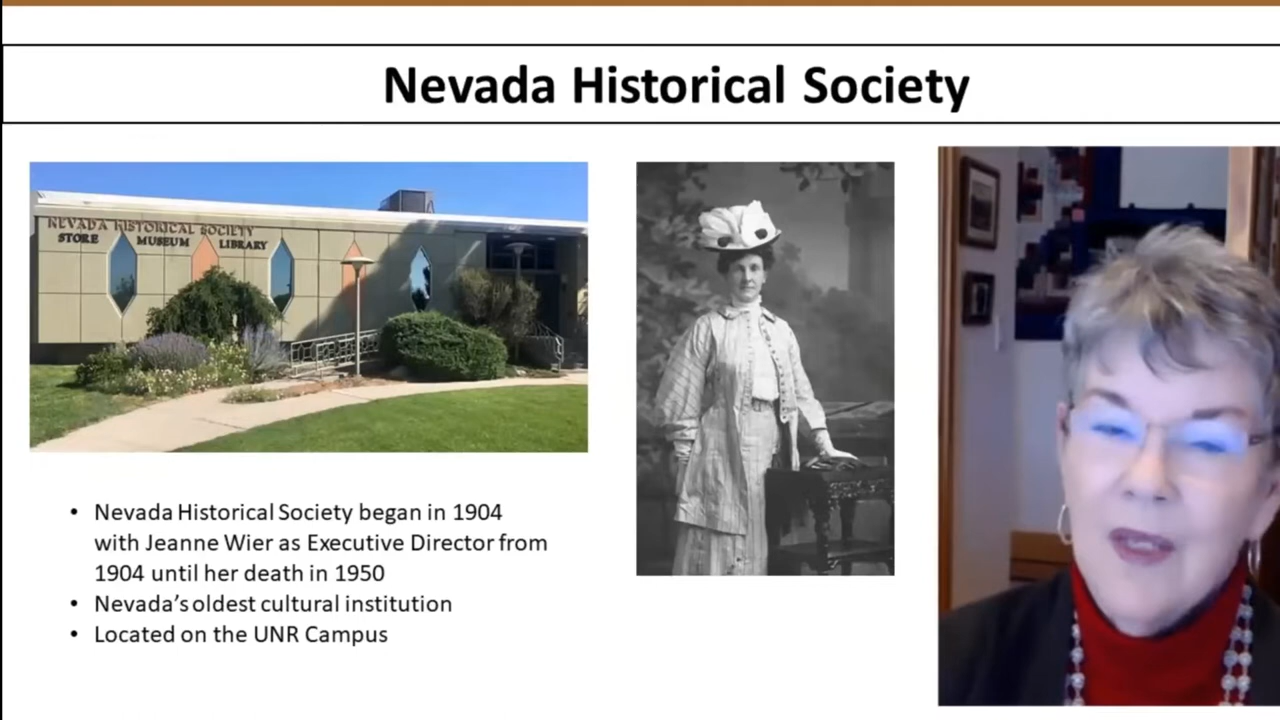 Nevada Historical Society
NEVADA HISTORICAL SOCIETY
STORE MUSEUM LIBRARY
• Nevada Historical Society began in 1904
with Jeanne Wier as Executive Director from
1904 until her death in 1950
• Nevada's oldest cultural institution
• Located on the UNR Campus